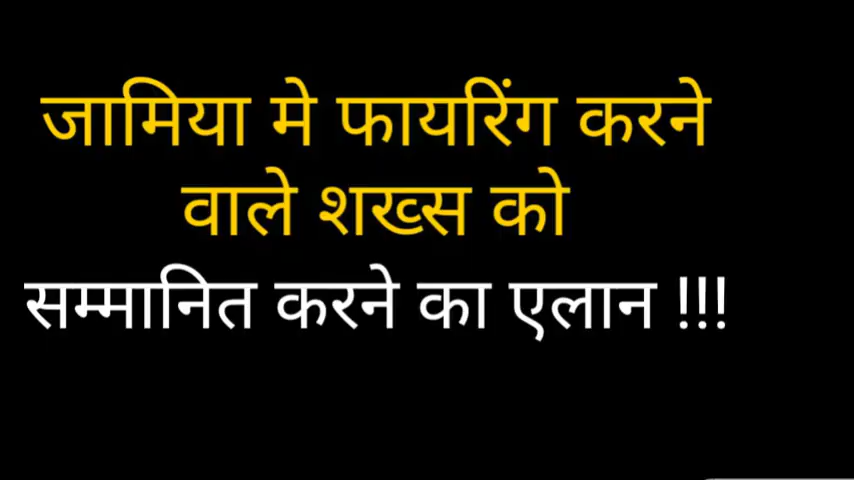 जामिया मे फायरिंग करने
वाले शख्स को
सम्मानित करने का एलान !!!